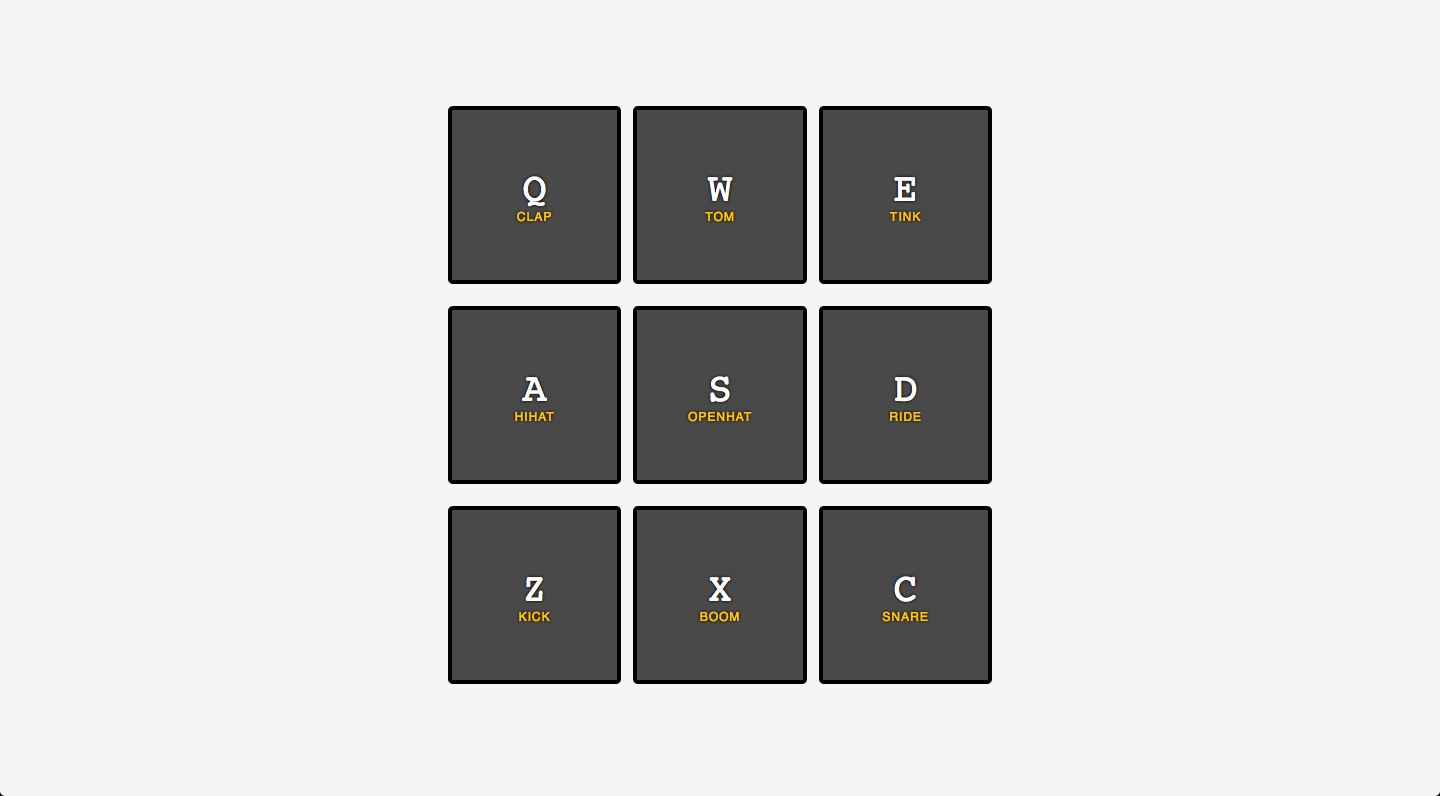 Q W E
CLAP TOM TINK
A S D
HIHAT OPENHAT RIDE
Z X C
KICK BOOM SNARE